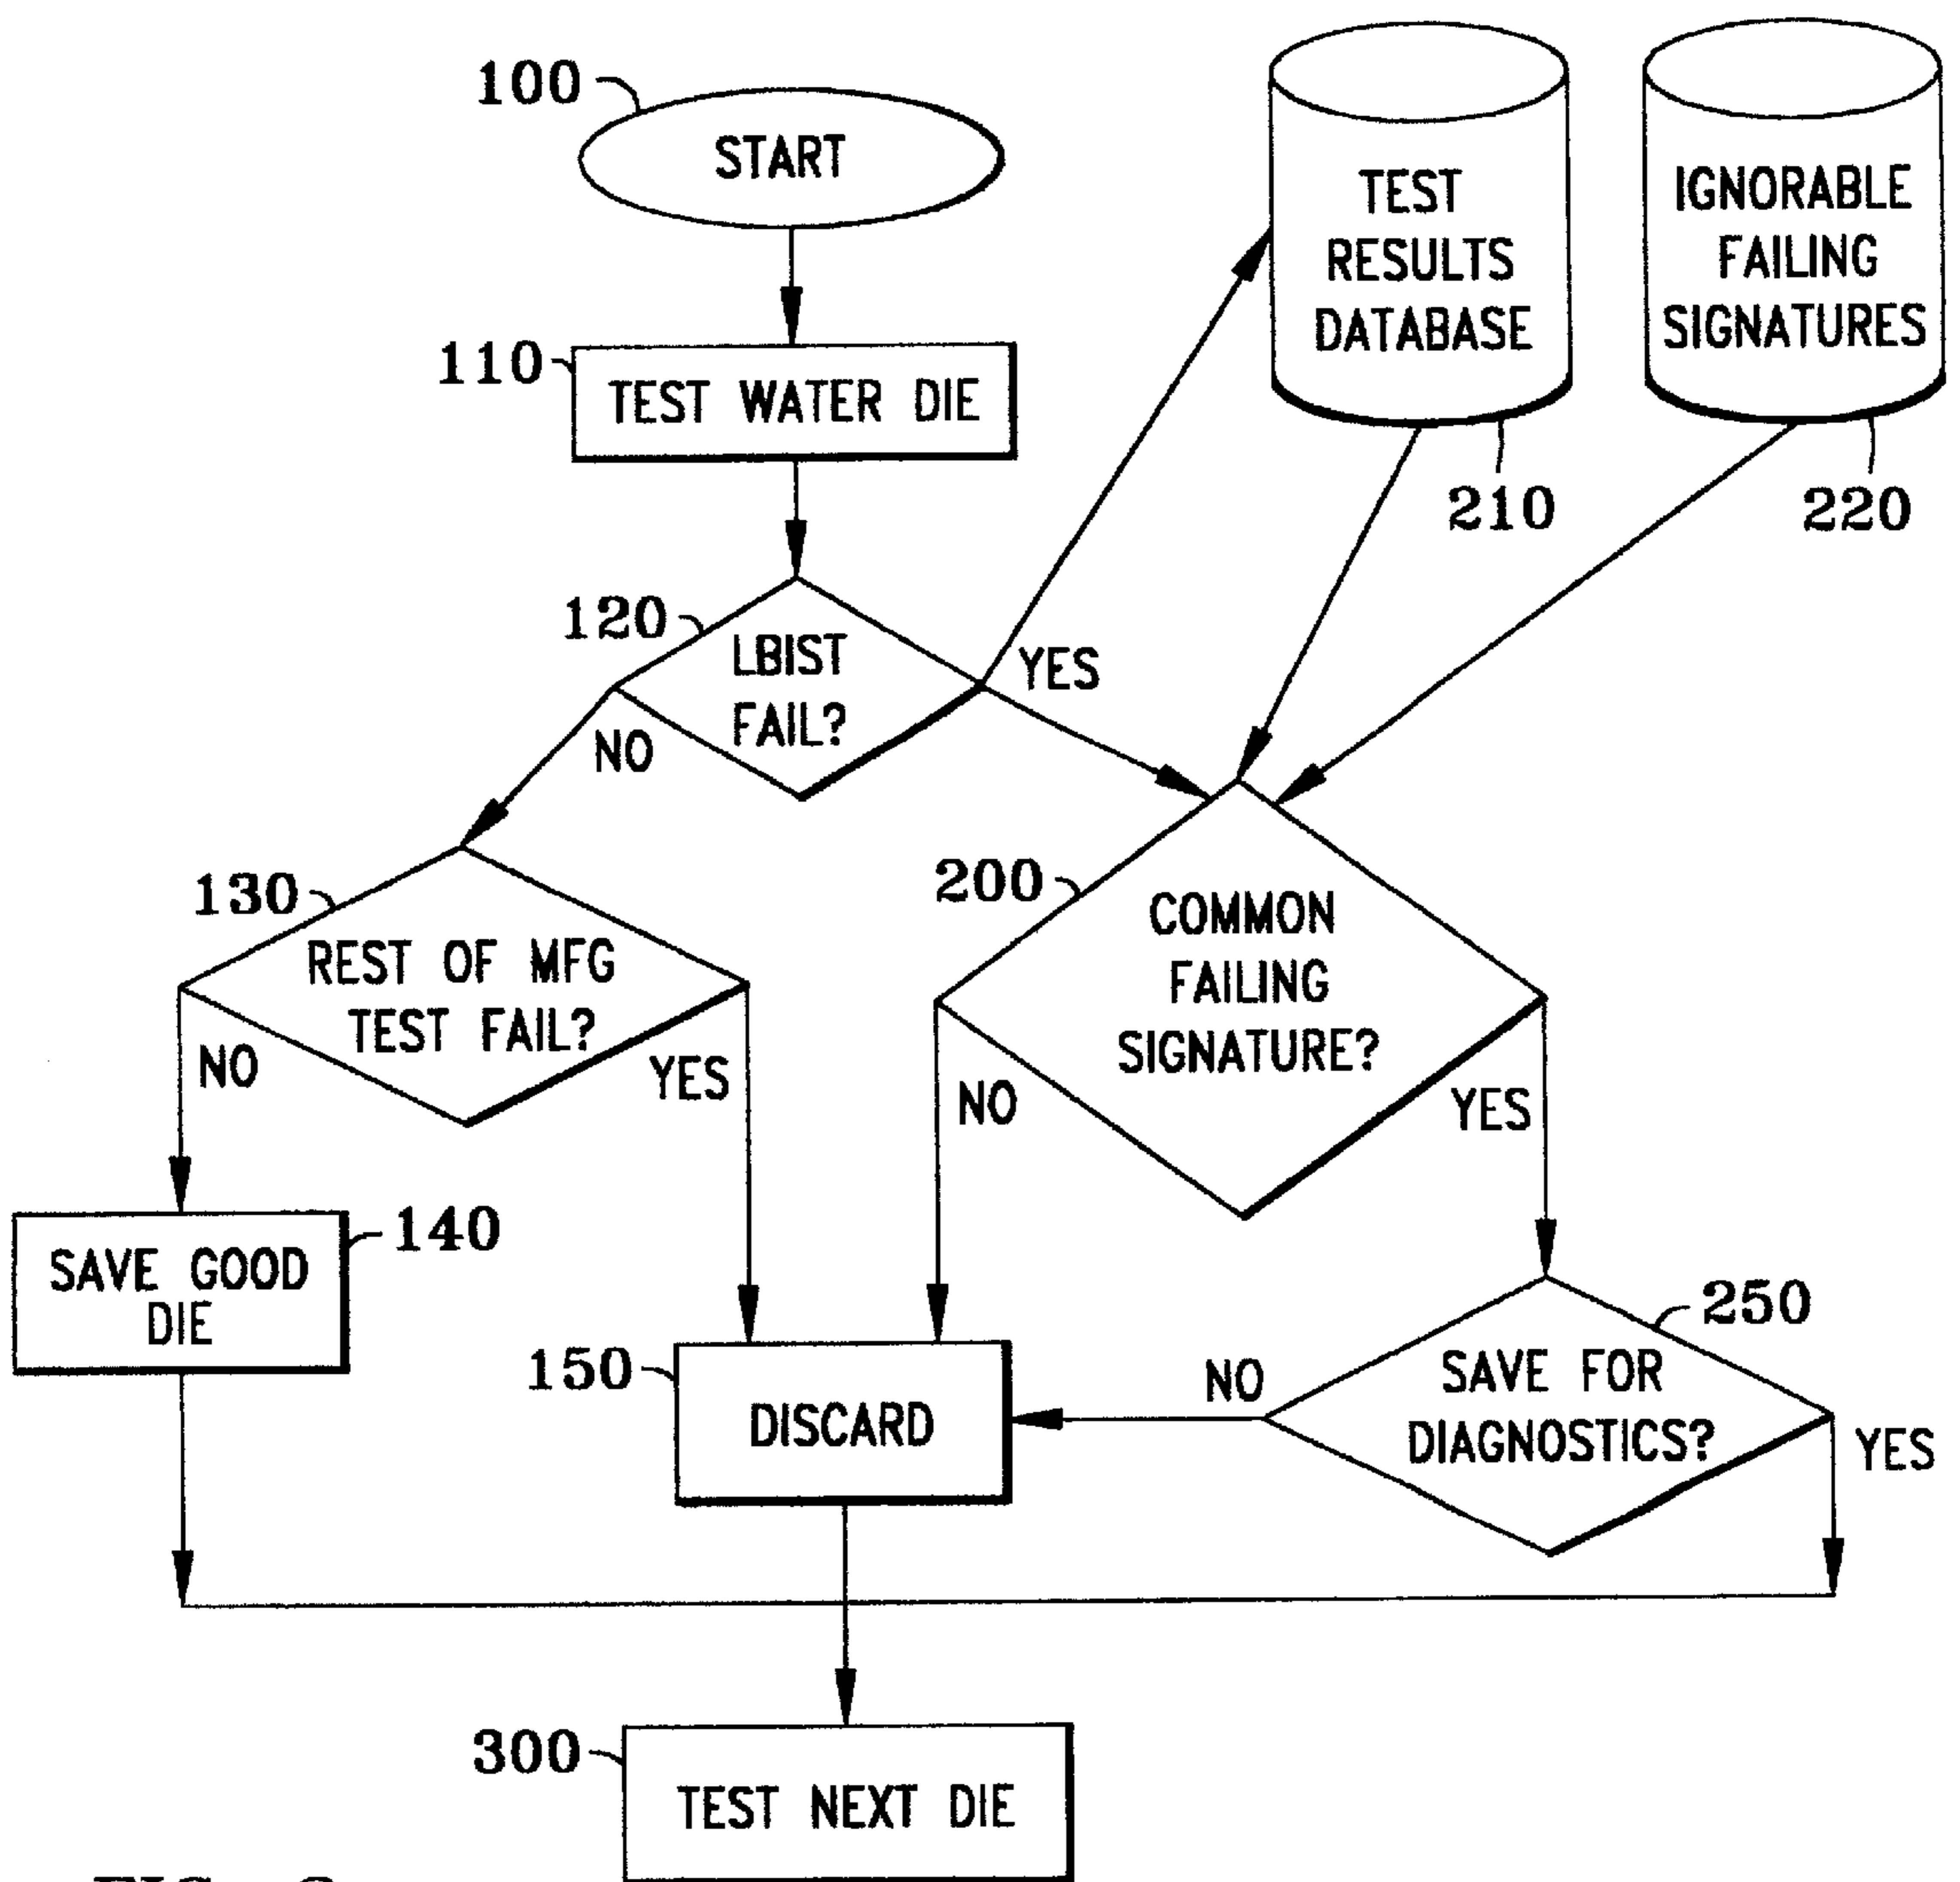 100
START
TEST
RESULTS
DATABASE
IGNORABLE
FAILING
SIGNATURES
110
TEST WATER DIE
210
220
120
LBIST
FAIL?
YES
NO
130
REST OF MFG
TEST FAIL?
NO
YES
200
COMMON
FAILING
SIGNATURE?
NO
YES
SAVE GOOD
DIE
140
150
DISCARD
NO
250
SAVE FOR
DIAGNOSTICS?
YES
300
TEST NEXT DIE